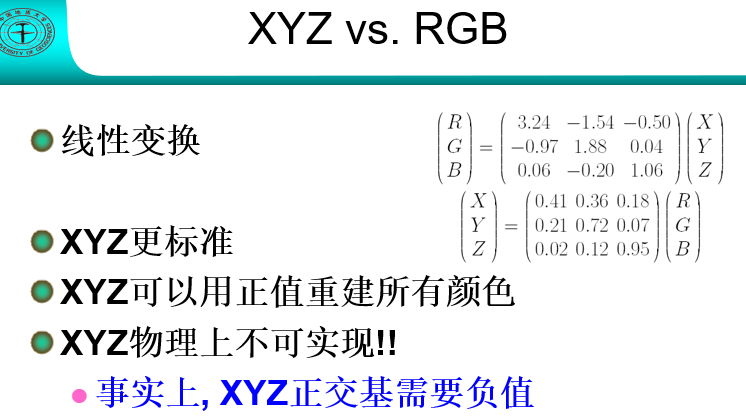 XYZ vs. RGB
线性变换
(R G B) = (3.24 −1.54 −0.50
−0.97 1.88 0.04
0.06 −0.20 1.06) (X Y Z)
(X Y Z) = (0.41 0.36 0.18
0.21 0.72 0.07
0.02 0.12 0.95) (R G B)
XYZ更标准
XYZ可以用正值重建所有颜色
XYZ物理上不可实现!!
事实上, XYZ正交基需要负值